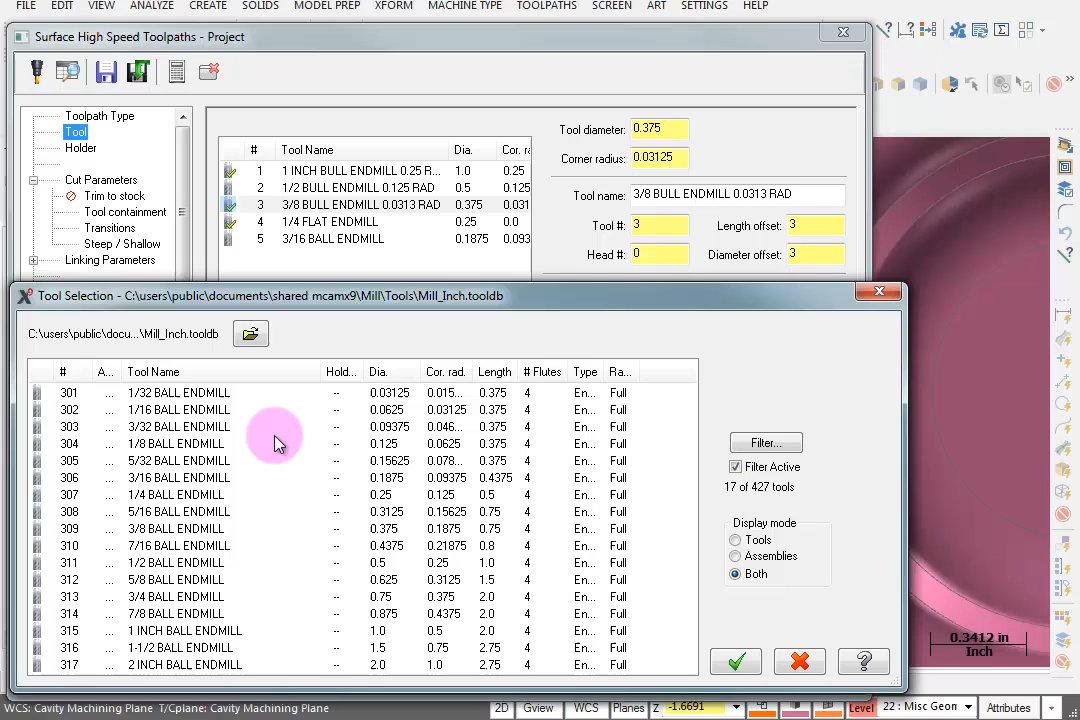 FILE EDIT VIEW ANALYZE CREATE SOLIDS MODEL PREP XFORM MACHINE TYPE TOOLPATHS SCREEN ART SETTINGS HELP
Surface High Speed Toolpaths - Project
Toolpath Type
Tool
Holder
Cut Parameters
Trim to stock
Tool containment
Transitions
Steep / Shallow
Linking Parameters
# Tool Name Dia. Cor. ra
1 1 INCH BULL ENDMILL 0.25 R... 1.0 0.25
2 1/2 BULL ENDMILL 0.125 RAD 0.5 0.125
3 3/8 BULL ENDMILL 0.0313 RAD 0.375 0.031
4 1/4 FLAT ENDMILL 0.25 0.0
5 3/16 BALL ENDMILL 0.1875 0.093
Tool diameter: 0.375
Corner radius: 0.03125
Tool name: 3/8 BULL ENDMILL 0.0313 RAD
Tool #: 3 Length offset: 3
Head #: 0 Diameter offset: 3
Tool Selection - C:\users\public\documents\shared mcamx9\Mill\Tools\Mill_Inch.tooldb
C:\users\public\docu...\Mill_Inch.tooldb
# A... Tool Name Hold... Dia. Cor. rad. Length # Flutes Type Ra...
301 ... 1/32 BALL ENDMILL -- 0.03125 0.015... 0.375 4 En... Full
302 ... 1/16 BALL ENDMILL -- 0.0625 0.03125 0.375 4 En... Full
303 ... 3/32 BALL ENDMILL -- 0.09375 0.046... 0.375 4 En... Full
304 ... 1/8 BALL ENDMILL -- 0.125 0.0625 0.375 4 En... Full
305 ... 5/32 BALL ENDMILL -- 0.15625 0.078... 0.375 4 En... Full
306 ... 3/16 BALL ENDMILL -- 0.1875 0.09375 0.4375 4 En... Full
307 ... 1/4 BALL ENDMILL -- 0.25 0.125 0.5 4 En... Full
308 ... 5/16 BALL ENDMILL -- 0.3125 0.15625 0.75 4 En... Full
309 ... 3/8 BALL ENDMILL -- 0.375 0.1875 0.75 4 En... Full
310 ... 7/16 BALL ENDMILL -- 0.4375 0.21875 0.8 4 En... Full
311 ... 1/2 BALL ENDMILL -- 0.5 0.25 1.0 4 En... Full
312 ... 5/8 BALL ENDMILL -- 0.625 0.3125 1.5 4 En... Full
313 ... 3/4 BALL ENDMILL -- 0.75 0.375 2.0 4 En... Full
314 ... 7/8 BALL ENDMILL -- 0.875 0.4375 2.0 4 En... Full
315 ... 1 INCH BALL ENDMILL -- 1.0 0.5 2.0 4 En... Full
316 ... 1-1/2 BALL ENDMILL -- 1.5 0.75 2.75 4 En... Full
317 ... 2 INCH BALL ENDMILL -- 2.0 1.0 2.75 4 En... Full
Filter...
Filter Active
17 of 427 tools
Display mode
Tools
Assemblies
Both
0.3412 in
Inch
WCS: Cavity Machining Plane T/Cplane: Cavity Machining Plane 2D Gview WCS Planes Z -1.6691 Level 22 : Misc Geom Attributes